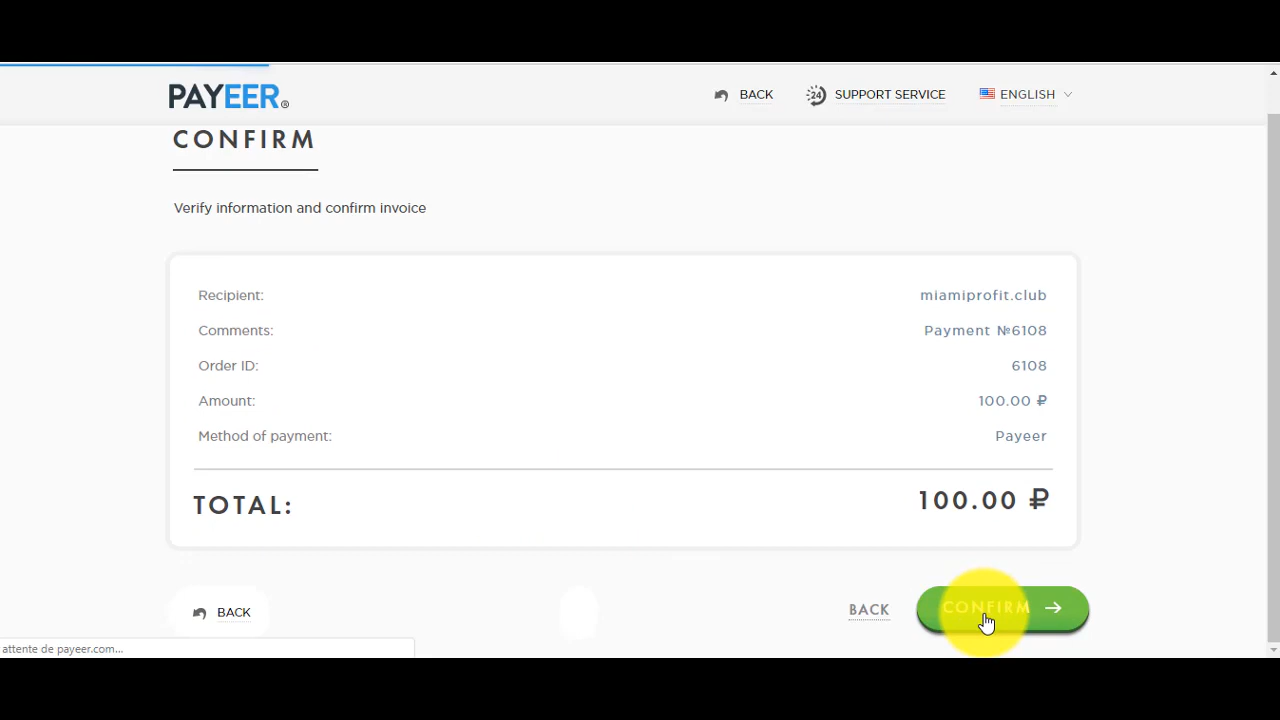 PAYEER®
BACK
24 SUPPORT SERVICE
ENGLISH
CONFIRM
Verify information and confirm invoice
Recipient: miamiprofit.club
Comments: Payment №6108
Order ID: 6108
Amount: 100.00 ₽
Method of payment: Payeer
TOTAL: 100.00 ₽
BACK
BACK
CONFIRM
attente de payeer.com...